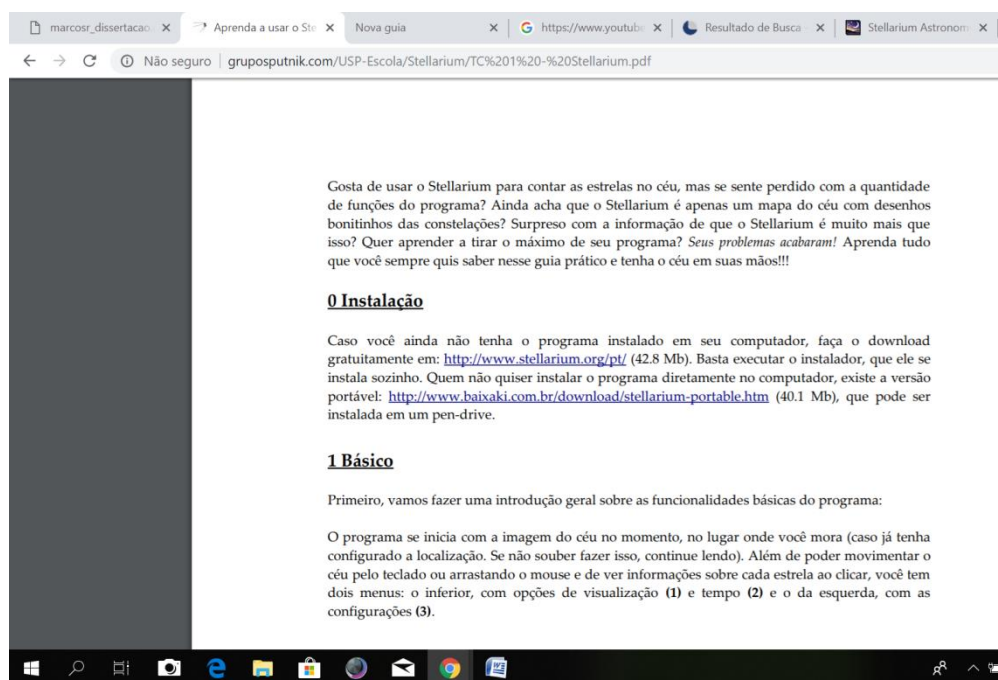 marcosr_dissertacao
Aprenda a usar o Ste
Nova guia
https://www.youtub
Resultado de Busca -
Stellarium Astronom
Não seguro | gruposputnik.com/USP-Escola/Stellarium/TC%201%20-%20Stellarium.pdf
Gosta de usar o Stellarium para contar as estrelas no céu, mas se sente perdido com a quantidade
de funções do programa? Ainda acha que o Stellarium é apenas um mapa do céu com desenhos
bonitinhos das constelações? Surpreso com a informação de que o Stellarium é muito mais que
isso? Quer aprender a tirar o máximo de seu programa? Seus problemas acabaram! Aprenda tudo
que você sempre quis saber nesse guia prático e tenha o céu em suas mãos!!!
0 Instalação
Caso você ainda não tenha o programa instalado em seu computador, faça o download
gratuitamente em: http://www.stellarium.org/pt/ (42.8 Mb). Basta executar o instalador, que ele se
instala sozinho. Quem não quiser instalar o programa diretamente no computador, existe a versão
portável: http://www.baixaki.com.br/download/stellarium-portable.htm (40.1 Mb), que pode ser
instalada em um pen-drive.
1 Básico
Primeiro, vamos fazer uma introdução geral sobre as funcionalidades básicas do programa:
O programa se inicia com a imagem do céu no momento, no lugar onde você mora (caso já tenha
configurado a localização. Se não souber fazer isso, continue lendo). Além de poder movimentar o
céu pelo teclado ou arrastando o mouse e de ver informações sobre cada estrela ao clicar, você tem
dois menus: o inferior, com opções de visualização (1) e tempo (2) e o da esquerda, com as
configurações (3).